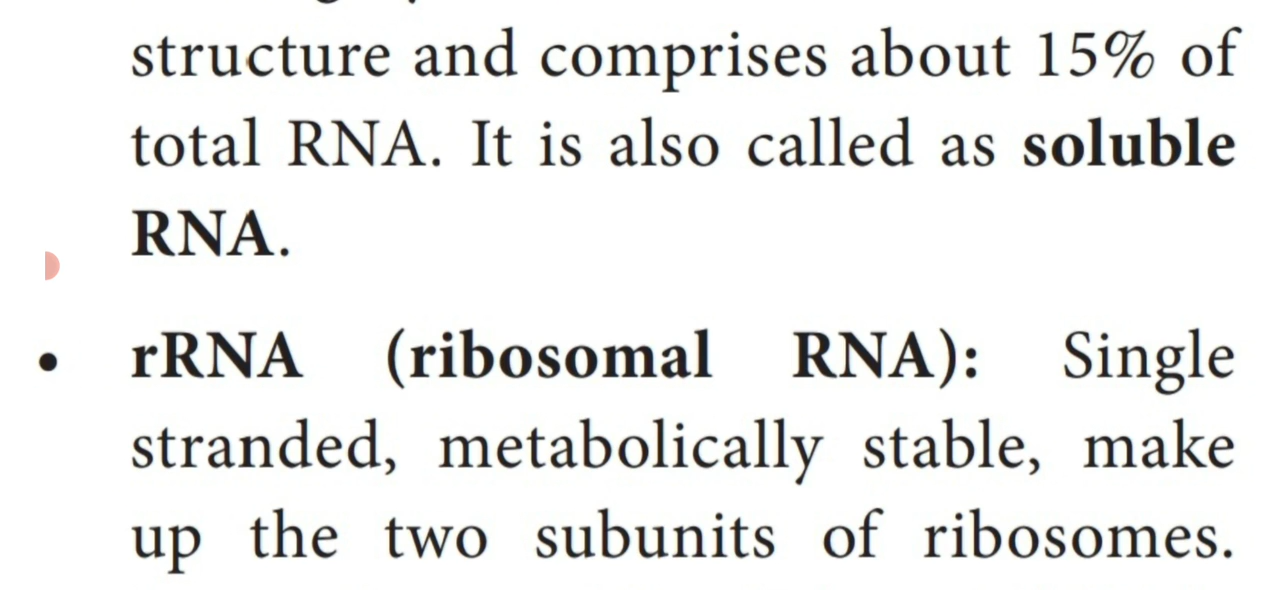 structure and comprises about 15% of
total RNA. It is also called as soluble
RNA.
• rRNA (ribosomal RNA): Single
stranded, metabolically stable, make
up the two subunits of ribosomes.